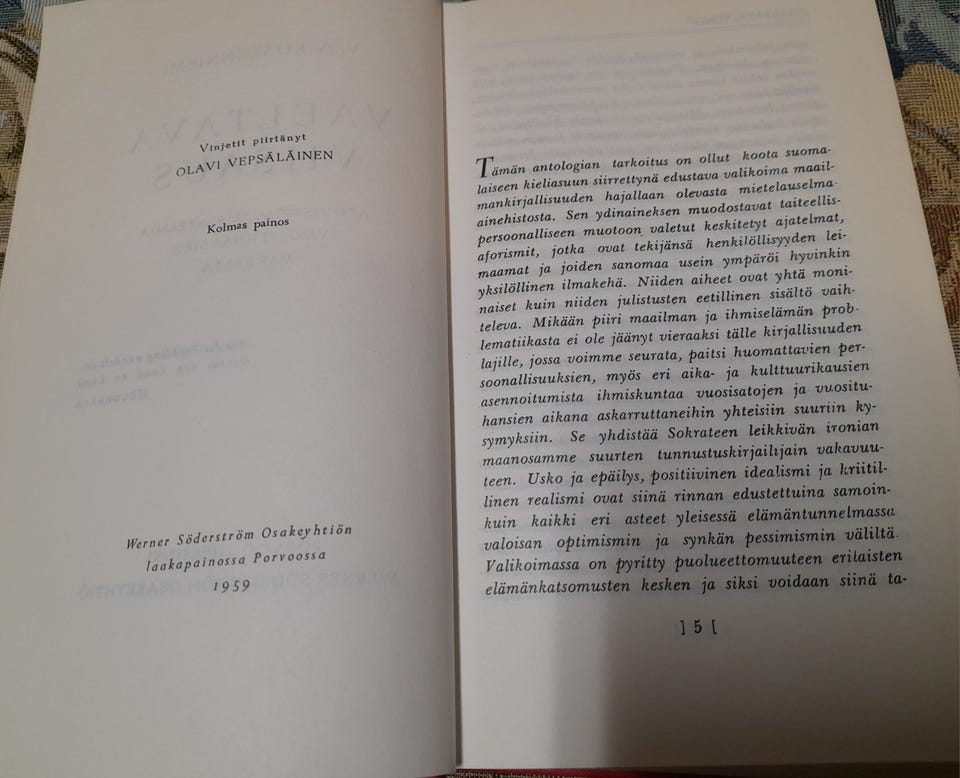 Vinjetit piirtänyt
OLAVI VEPSÄLÄINEN
Kolmas painos
Werner Söderström Osakeyhtiön
laakapainossa Porvoossa
1959
Tämän antologian tarkoitus on ollut koota suoma-
laiseen kieliasuun siirrettynä edustava valikoima maail-
mankirjallisuuden hajallaan olevasta mietelauselma-
ainehistosta. Sen ydinaineksen muodostavat taiteellis-
persoonalliseen muotoon valetut keskitetyt ajatelmat,
aforismit, jotka ovat tekijänsä henkilöllisyyden lei-
maamat ja joiden sanomaa usein ympäröi hyvinkin
yksilöllinen ilmakehä. Niiden aiheet ovat yhtä moni-
naiset kuin niiden julistusten eetillinen sisältö vaih-
televa. Mikään piiri maailman ja ihmiselämän prob-
lematiikasta ei ole jäänyt vieraaksi tälle kirjallisuuden
lajille, jossa voimme seurata, paitsi huomattavien per-
soonallisuuksien, myös eri aika- ja kulttuurikausien
asennoitumista ihmiskuntaa vuosisatojen ja vuositu-
hansien aikana askarruttaneihin yhteisiin suuriin ky-
symyksiin. Se yhdistää Sokrateen leikkivän ironian
maanosamme suurten tunnustuskirjailijain vakavuu-
teen. Usko ja epäilys, positiivinen idealismi ja kriitil-
linen realismi ovat siinä rinnan edustettuina samoin-
kuin kaikki eri asteet yleisessä elämäntunnelmassa
valoisan optimismin ja synkän pessimismin väliltä.
Valikoimassa on pyritty puolueettomuuteen erilaisten
elämänkatsomusten kesken ja siksi voidaan siinä ta-
] 5 [